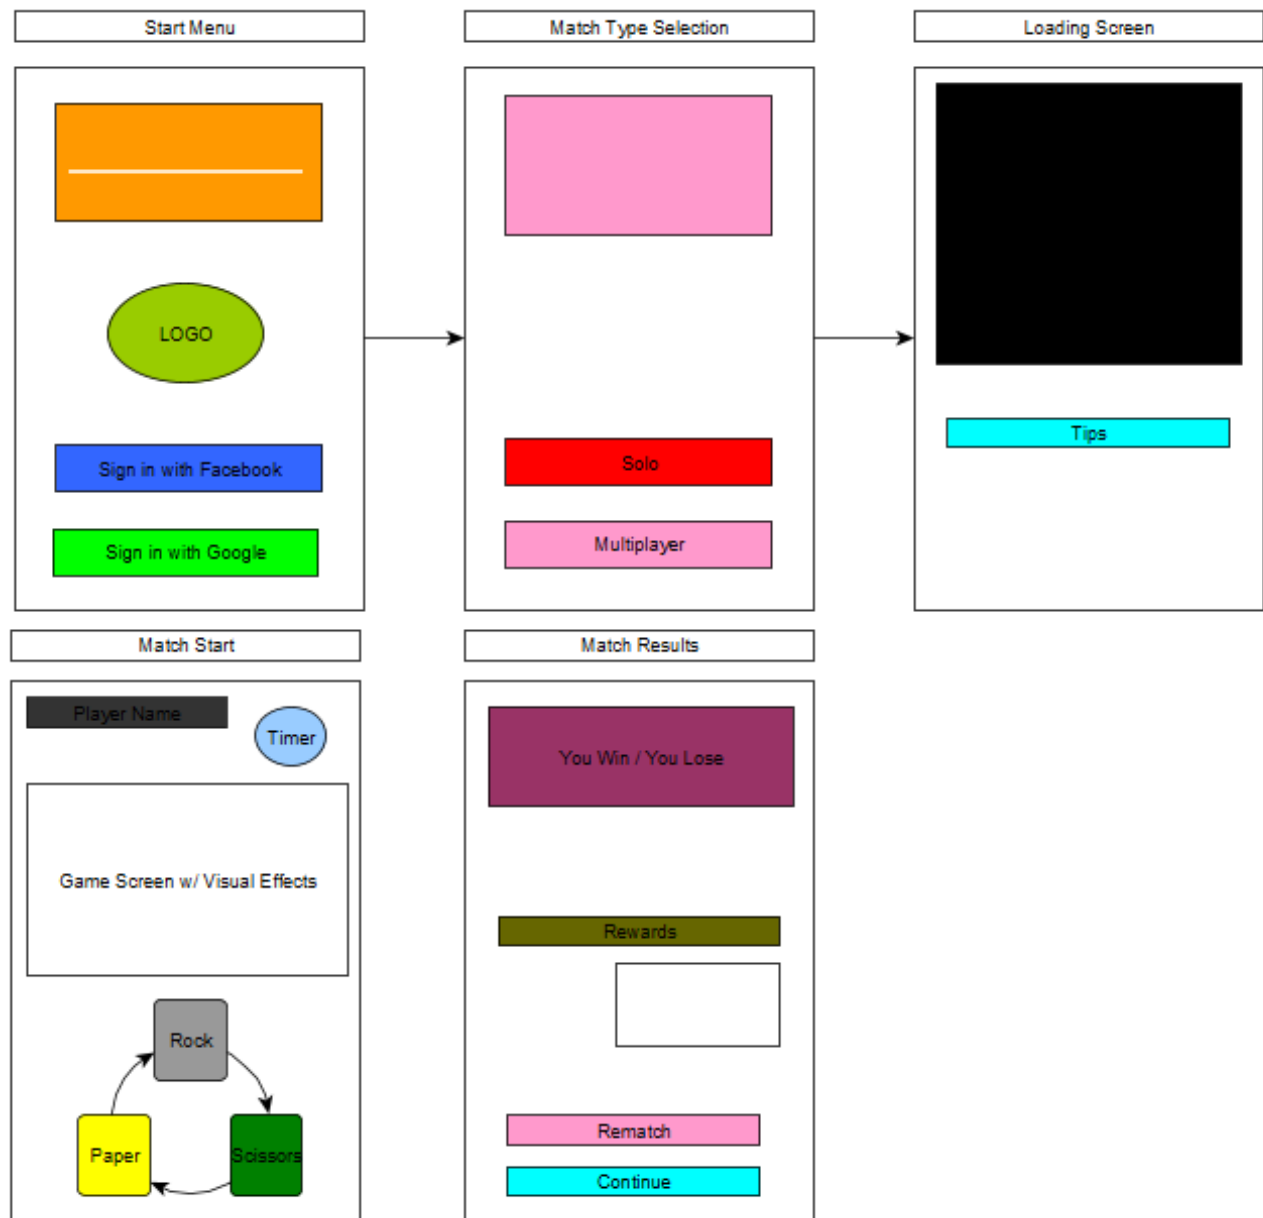 Start Menu
Match Type Selection
Loading Screen
LOGO
Sign in with Facebook
Sign in with Google
Solo
Multiplayer
Tips
Match Start
Match Results
Player Name
Timer
Game Screen w/ Visual Effects
Rock
Paper
Scissors
You Win / You Lose
Rewards
Rematch
Continue